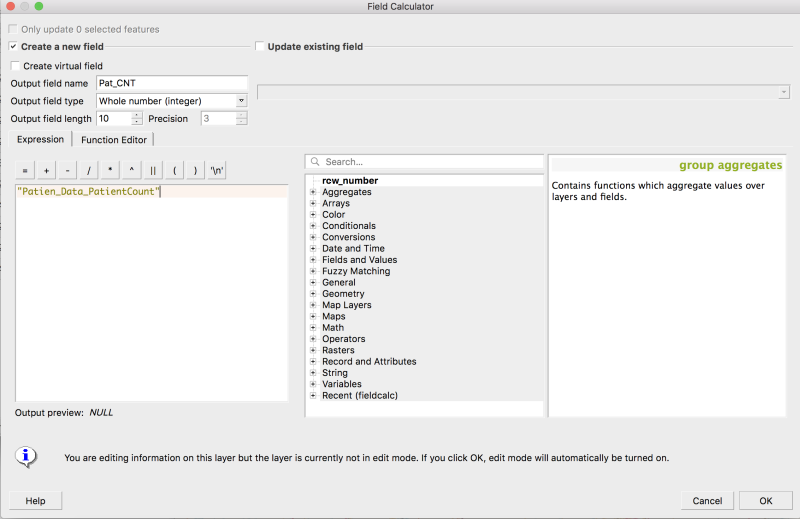 Field Calculator
Only update 0 selected features
Create a new field
Update existing field
Create virtual field
Output field name Pat_CNT
Output field type Whole number (integer)
Output field length 10 Precision 3
Expression Function Editor
= + - / * ^ || ( ) '\n'
Search...
group aggregates
"Patien_Data_PatientCount"
Contains functions which aggregate values over
layers and fields.
rcw_number
Aggregates
Arrays
Color
Conditionals
Conversions
Date and Time
Fields and Values
Fuzzy Matching
General
Geometry
Map Layers
Maps
Math
Operators
Rasters
Record and Attributes
String
Variables
Recent (fieldcalc)
Output preview: NULL
You are editing information on this layer but the layer is currently not in edit mode. If you click OK, edit mode will automatically be turned on.
Help Cancel OK